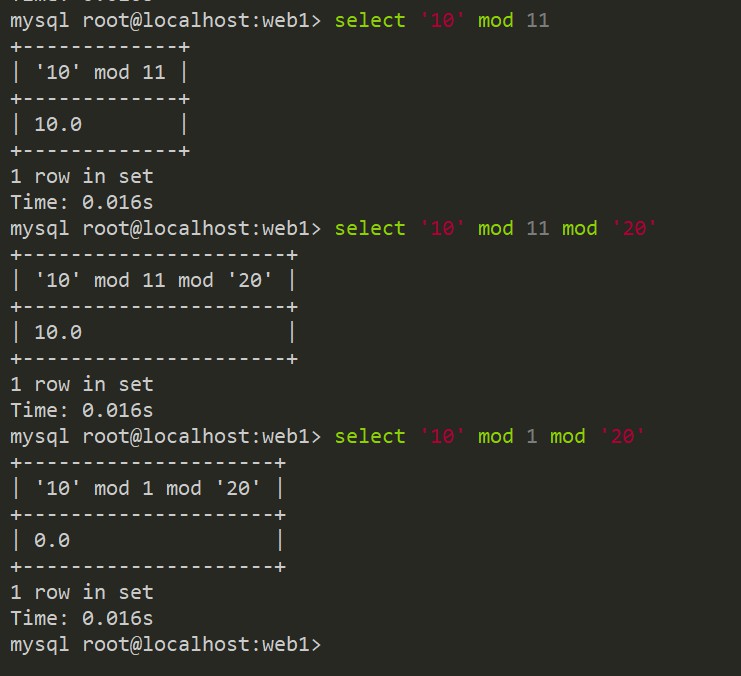 mysql root@localhost:web1> select '10' mod 11
+-------------+
| '10' mod 11 |
+-------------+
| 10.0        |
+-------------+
1 row in set
Time: 0.016s
mysql root@localhost:web1> select '10' mod 11 mod '20'
+----------------------+
| '10' mod 11 mod '20' |
+----------------------+
| 10.0                 |
+----------------------+
1 row in set
Time: 0.016s
mysql root@localhost:web1> select '10' mod 1 mod '20'
+---------------------+
| '10' mod 1 mod '20' |
+---------------------+
| 0.0                 |
+---------------------+
1 row in set
Time: 0.016s
mysql root@localhost:web1>